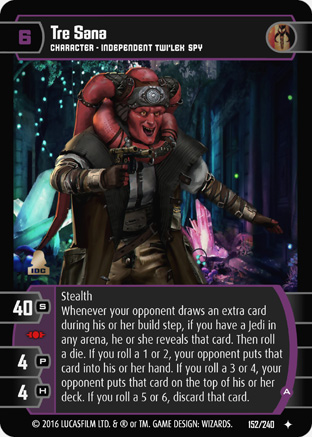 6
Tre Sana
CHARACTER - INDEPENDENT TWI'LEK SPY
IDC
40 S
4 P
4 H
Stealth
Whenever your opponent draws an extra card
during his or her build step, if you have a Jedi in
any arena, he or she reveals that card. Then roll
a die. If you roll a 1 or 2, your opponent puts that
card into his or her hand. If you roll a 3 or 4, your
opponent puts that card on the top of his or her
deck. If you roll a 5 or 6, discard that card.
A
© 2016 LUCASFILM LTD. & ® or TM. GAME DESIGN: WIZARDS.
152/240